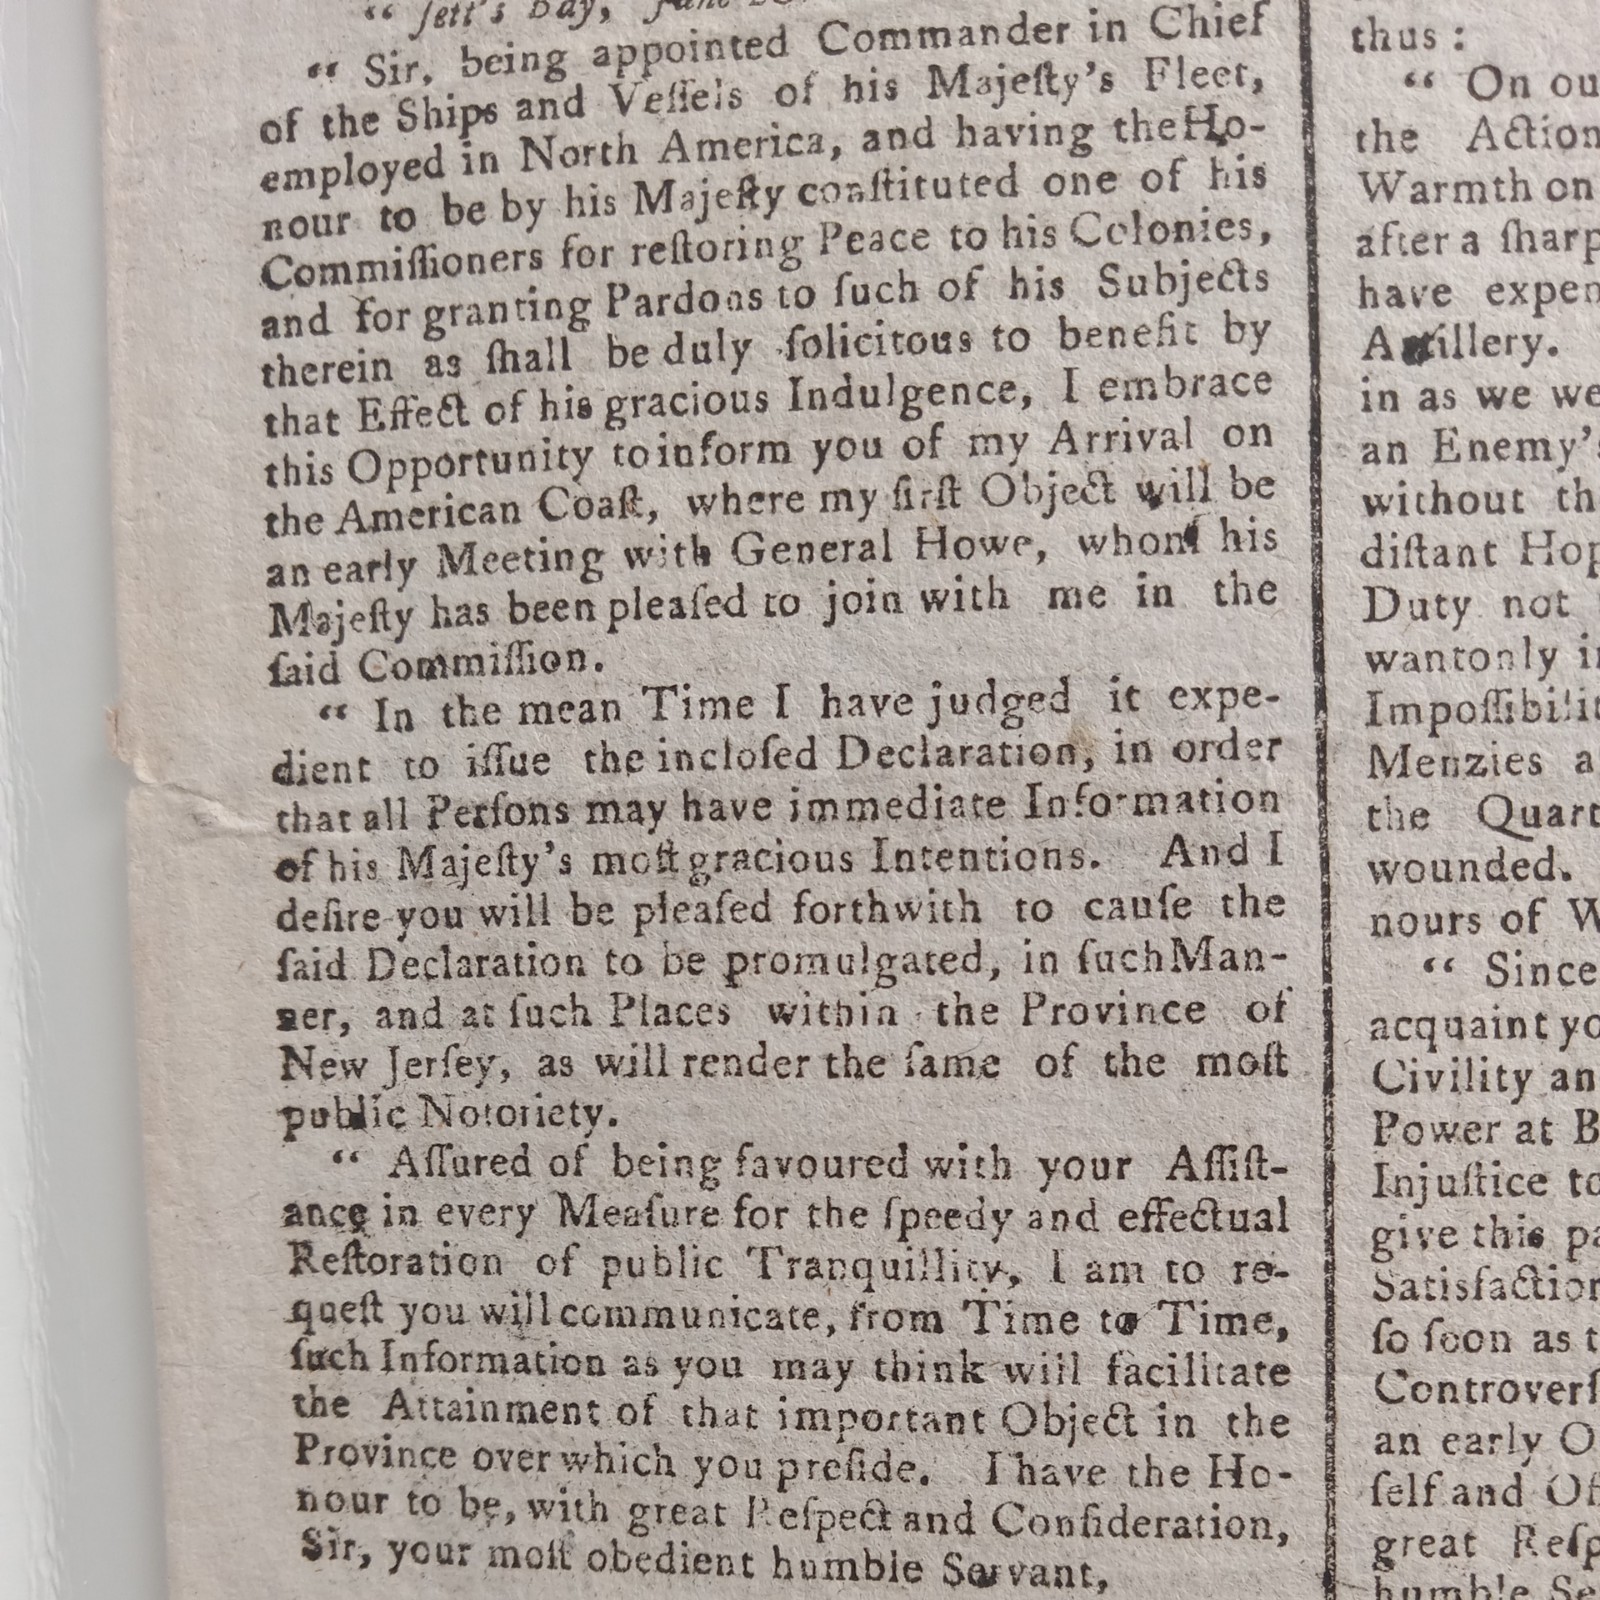 “ ſett's Bay, June
“ Sir, being appointed Commander in Chief
of the Ships and Veſſels of his Majeſty's Fleet,
employed in North America, and having the Ho-
nour to be by his Majeſty conſtituted one of his
Commiſſioners for reſtoring Peace to his Colonies,
and for granting Pardons to ſuch of his Subjects
therein as ſhall be duly ſolicitous to benefit by
that Effect of his gracious Indulgence, I embrace
this Opportunity to inform you of my Arrival on
the American Coaſt, where my firſt Object will be
an early Meeting with General Howe, whom his
Majeſty has been pleaſed to join with me in the
ſaid Commiſſion.
“ In the mean Time I have judged it expe-
dient to iſſue the incloſed Declaration, in order
that all Perſons may have immediate Information
of his Majeſty's moſt gracious Intentions. And I
deſire you will be pleaſed forthwith to cauſe the
ſaid Declaration to be promulgated, in ſuch Man-
ner, and at ſuch Places within the Province of
New Jerſey, as will render the ſame of the moſt
public Notoriety.
“ Aſſured of being favoured with your Aſſiſt-
ance in every Meaſure for the ſpeedy and effectual
Reſtoration of public Tranquillity, I am to re-
queſt you will communicate, from Time to Time,
ſuch Information as you may think will facilitate
the Attainment of that important Object in the
Province over which you preſide. I have the Ho-
nour to be, with great Reſpect and Conſideration,
Sir, your moſt obedient humble Servant,
thus :
“ On ou
the Action
Warmth on
after a ſharp
have expen
Artillery.
in as we we
an Enemy's
without th
diſtant Hop
Duty not
wantonly i
Impoſſibilit
Menzies a
the Quart
wounded.
nours of W
“ Since
acquaint yo
Civility an
Power at B
Injuſtice to
give this pa
Satisfaction
ſo ſoon as t
Controverſ
an early O
ſelf and Of
great Reſp
humble Se